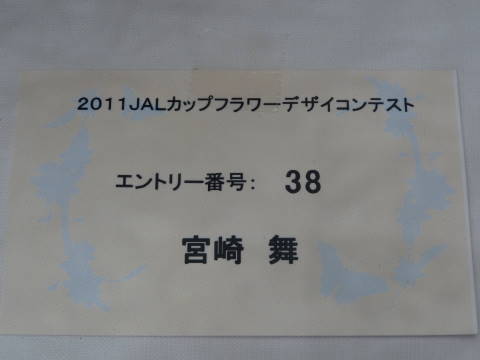 2011JALカップフラワーデザイコンテスト
エントリー番号： 38
宮崎 舞